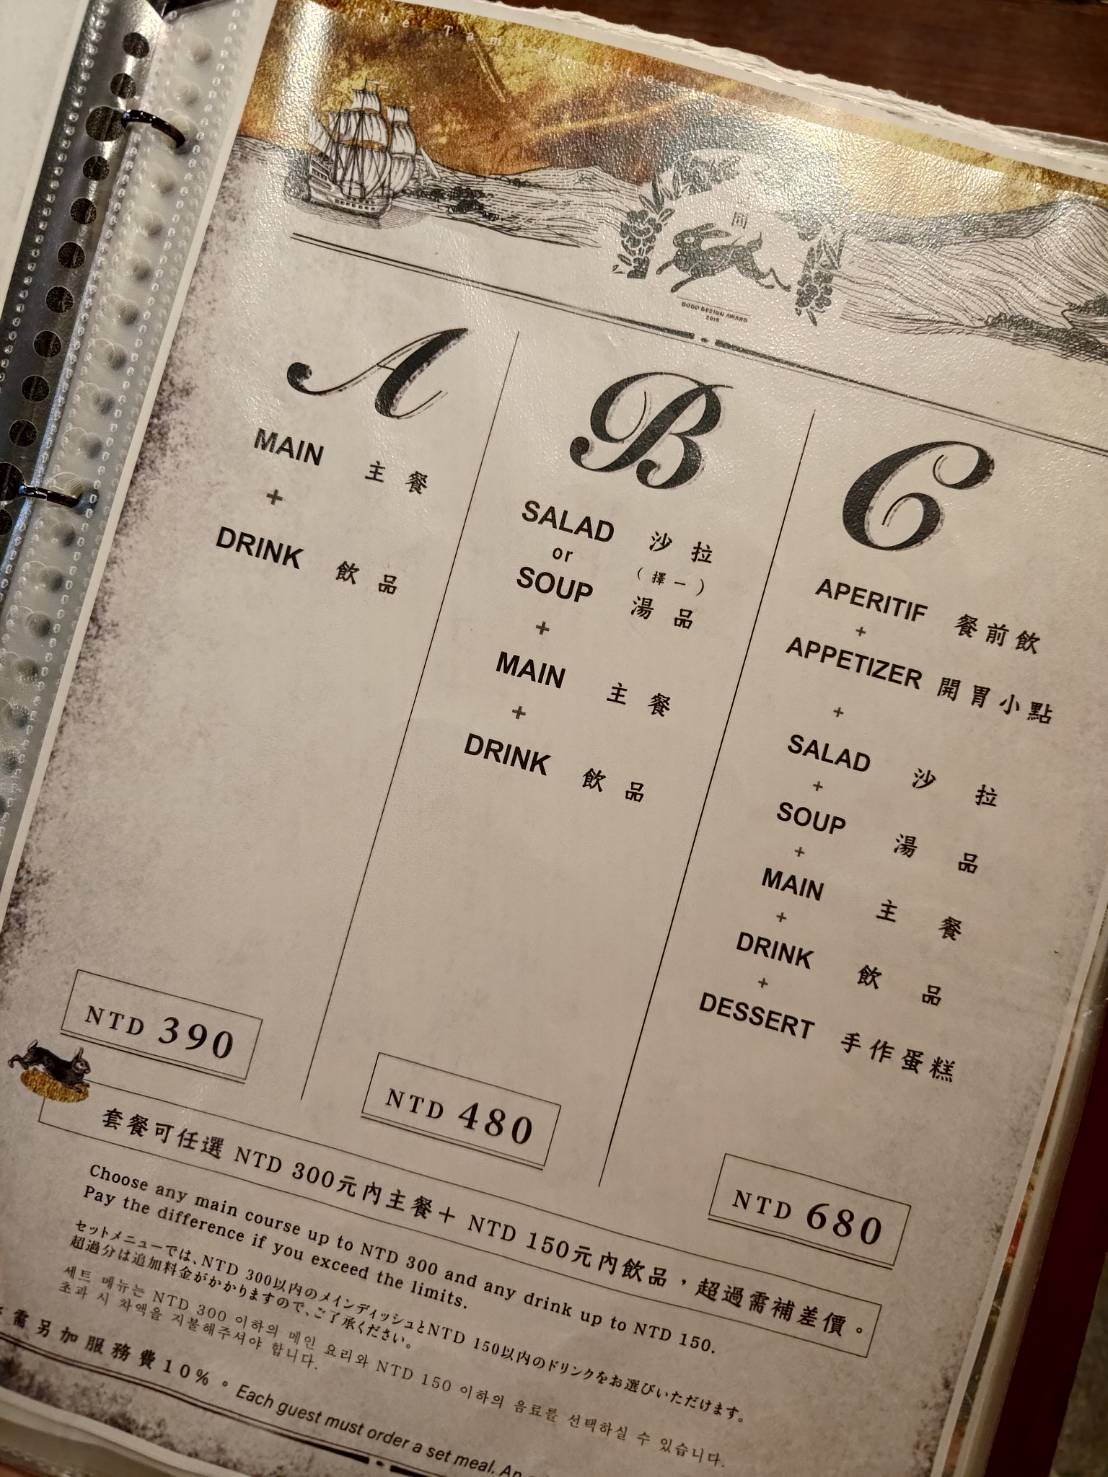 The Tam
同
GOOD DESIGN AWARD
A
MAIN 主餐
+
DRINK 飲品
NTD 390
B
SALAD 沙拉
or (擇一)
SOUP 湯品
+
MAIN 主餐
+
DRINK 飲品
NTD 480
C
APERITIF 餐前飲
+
APPETIZER 開胃小點
+
SALAD 沙拉
+
SOUP 湯品
+
MAIN 主餐
+
DRINK 飲品
+
DESSERT 手作蛋糕
NTD 680
套餐可任選 NTD 300元內主餐＋ NTD 150元內飲品，超過需補差價。
Choose any main course up to NTD 300 and any drink up to NTD 150.
Pay the difference if you exceed the limits.
セットメニューでは、NTD 300以内のメインディッシュとNTD 150以内のドリンクをお選びいただけます。
超過分は追加料金がかかりますので、ご了承ください。
세트 메뉴는 NTD 300 이하의 메인 요리와 NTD 150 이하의 음료를 선택하실 수 있습니다.
초과 시 차액을 지불해주셔야 합니다.
需另加服務費10%。Each guest must order a set meal. An